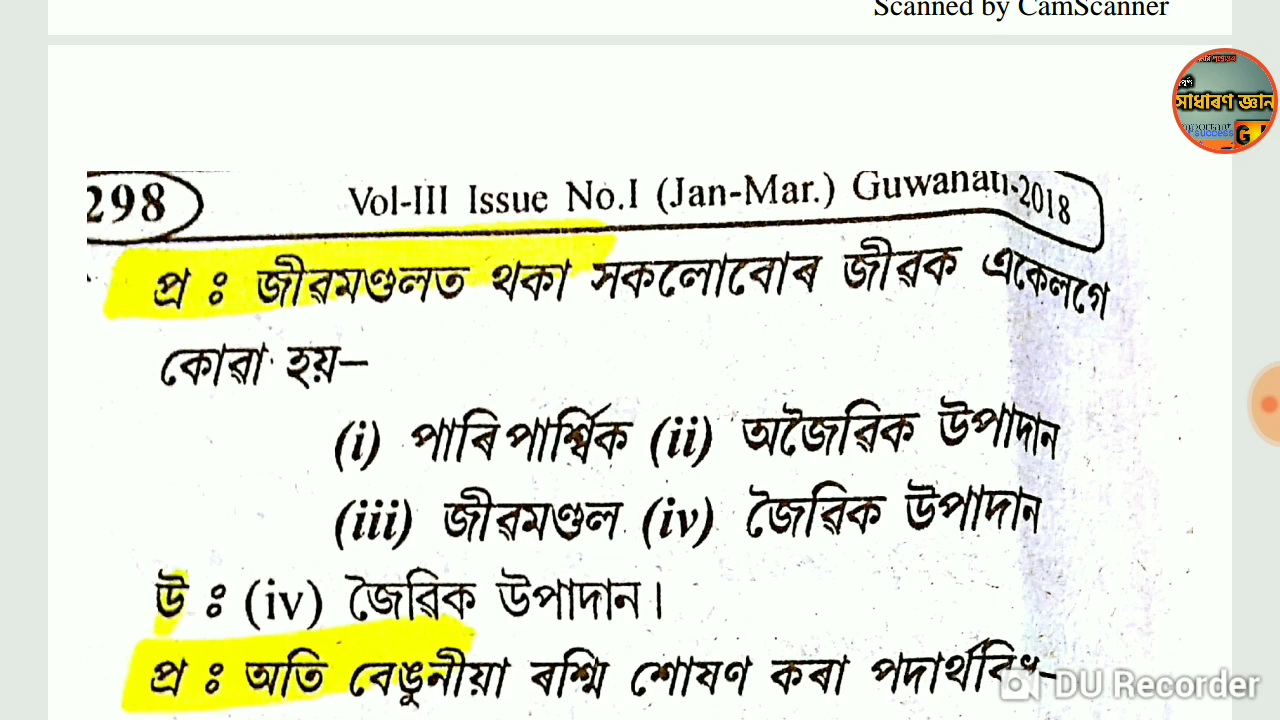 Scanned by CamScanner
সাধাৰণ জ্ঞান
SUCCESS
298
Vol-III Issue No.I (Jan-Mar.) Guwahati-2018
প্ৰ ঃ জীৱমণ্ডলত থকা সকলোবোৰ জীৱক একেলগে
কোৱা হয়–
(i) পাৰিপাৰ্শ্বিক (ii) অজৈৱিক উপাদান
(iii) জীৱমণ্ডল (iv) জৈৱিক উপাদান
উ ঃ (iv) জৈৱিক উপাদান।
প্ৰ ঃ অতি বেঙুনীয়া ৰশ্মি শোষণ কৰা পদাৰ্থবিধ–
DU Recorder